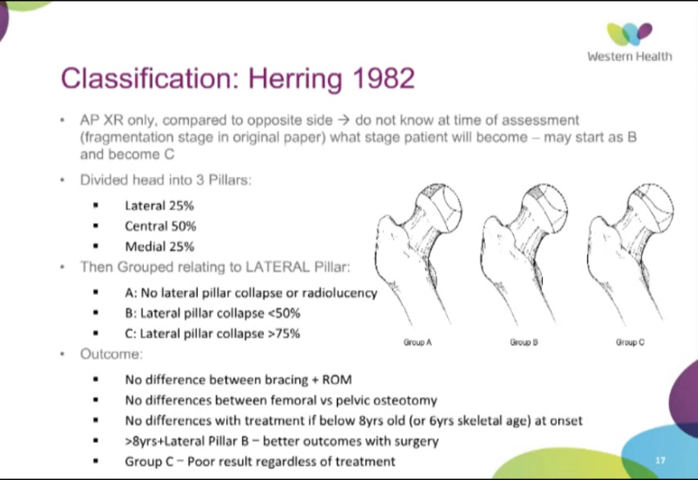 Western Health
Classification: Herring 1982
• AP XR only, compared to opposite side → do not know at time of assessment
(fragmentation stage in original paper) what stage patient will become – may start as B
and become C
• Divided head into 3 Pillars:
▪ Lateral 25%
▪ Central 50%
▪ Medial 25%
• Then Grouped relating to LATERAL Pillar:
▪ A: No lateral pillar collapse or radiolucency
▪ B: Lateral pillar collapse <50%
▪ C: Lateral pillar collapse >75%
Group A
Group B
Group C
• Outcome:
▪ No difference between bracing + ROM
▪ No differences between femoral vs pelvic osteotomy
▪ No differences with treatment if below 8yrs old (or 6yrs skeletal age) at onset
▪ >8yrs+Lateral Pillar B – better outcomes with surgery
▪ Group C – Poor result regardless of treatment
17